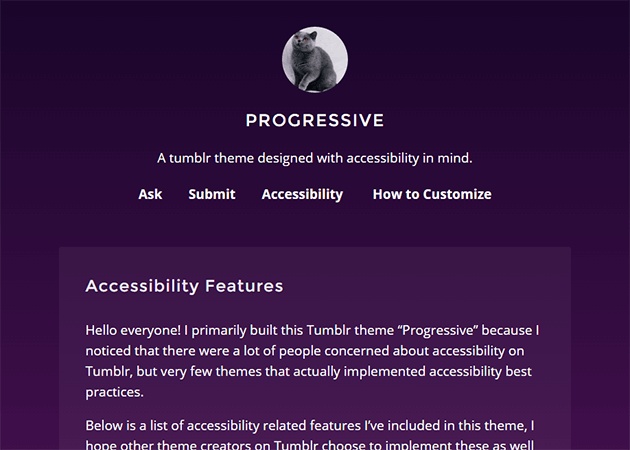 PROGRESSIVE
A tumblr theme designed with accessibility in mind.
Ask Submit Accessibility How to Customize
Accessibility Features
Hello everyone! I primarily built this Tumblr theme “Progressive” because I
noticed that there were a lot of people concerned about accessibility on
Tumblr, but very few themes that actually implemented accessibility best
practices.
Below is a list of accessibility related features I’ve included in this theme, I
hope other theme creators on Tumblr choose to implement these as well